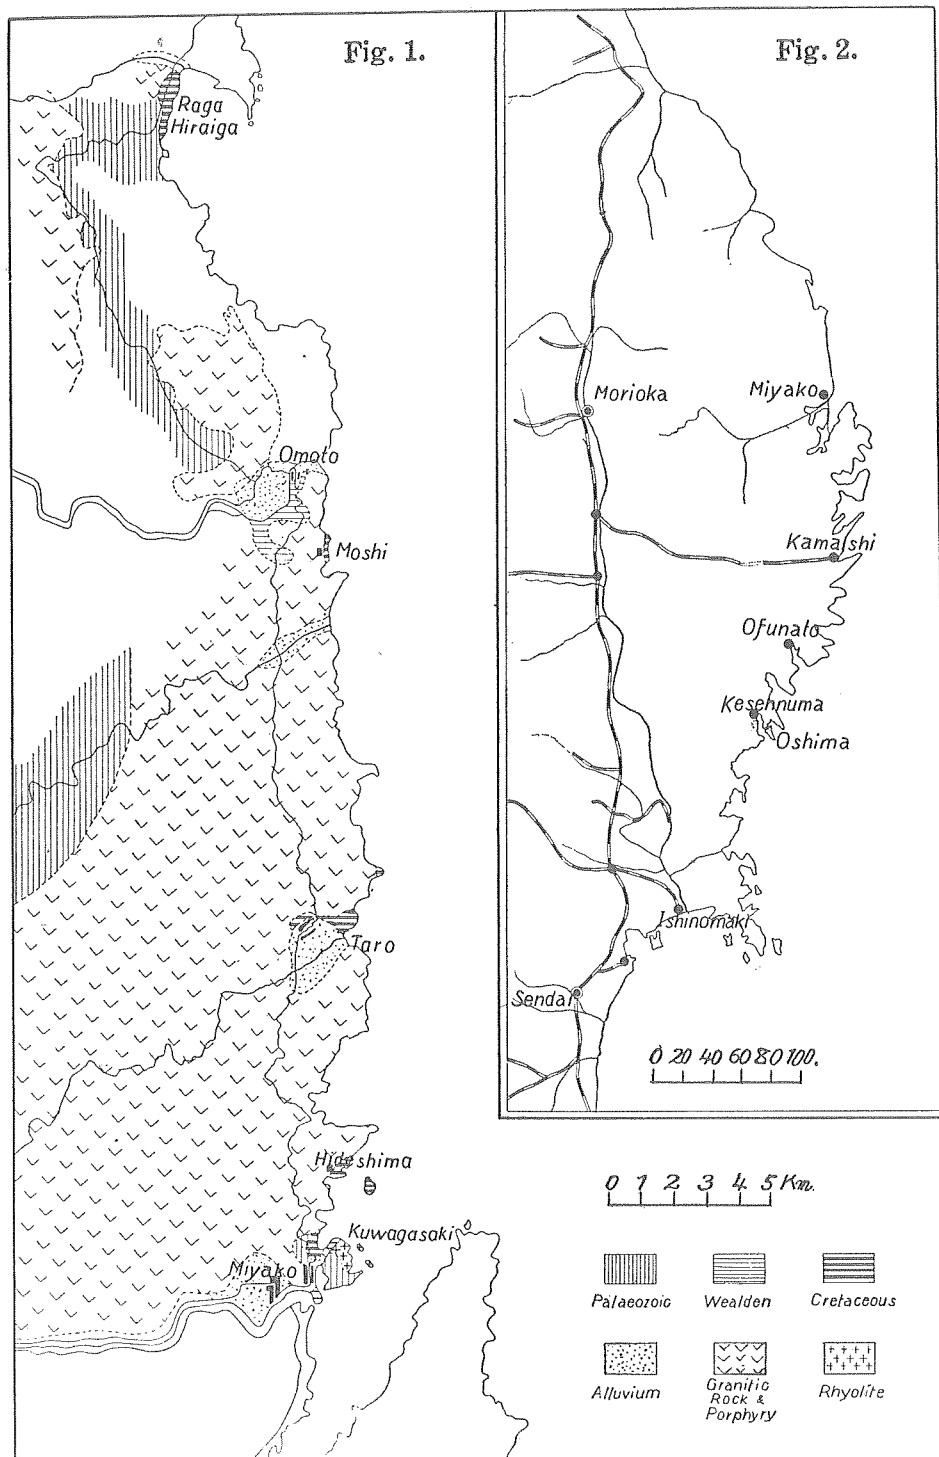 Fig. 1.
Raga
Hiraiga
Omoto
Moshi
Taro
Hideshima
Kuwagasaki
Miyako
Fig. 2.
Morioka
Miyako
Kamaishi
Ofunato
Kesehnuma
Oshima
Ishinomaki
Sendai
0 20 40 60 80 100.
0 1 2 3 4 5 Km.
Palaeozoic
Wealden
Cretaceous
Alluvium
Granitic
Rock &
Porphyry
Rhyolite